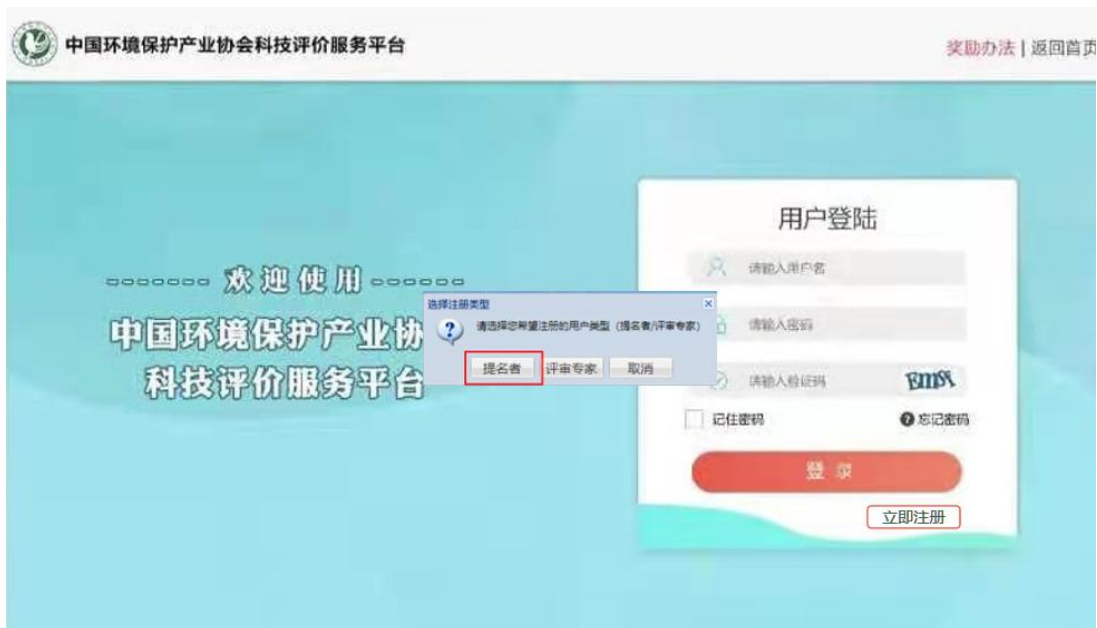 中国环境保护产业协会科技评价服务平台
奖励办法 | 返回首页
用户登陆
请输入用户名
欢迎使用
选择注册类型
请选择您希望注册的用户类型（提名者/评审专家）
中国环境保护产业协
请输入密码
提名者 评审专家 取消
科技评价服务平台
请输入验证码
记住密码 忘记密码
登录
立即注册